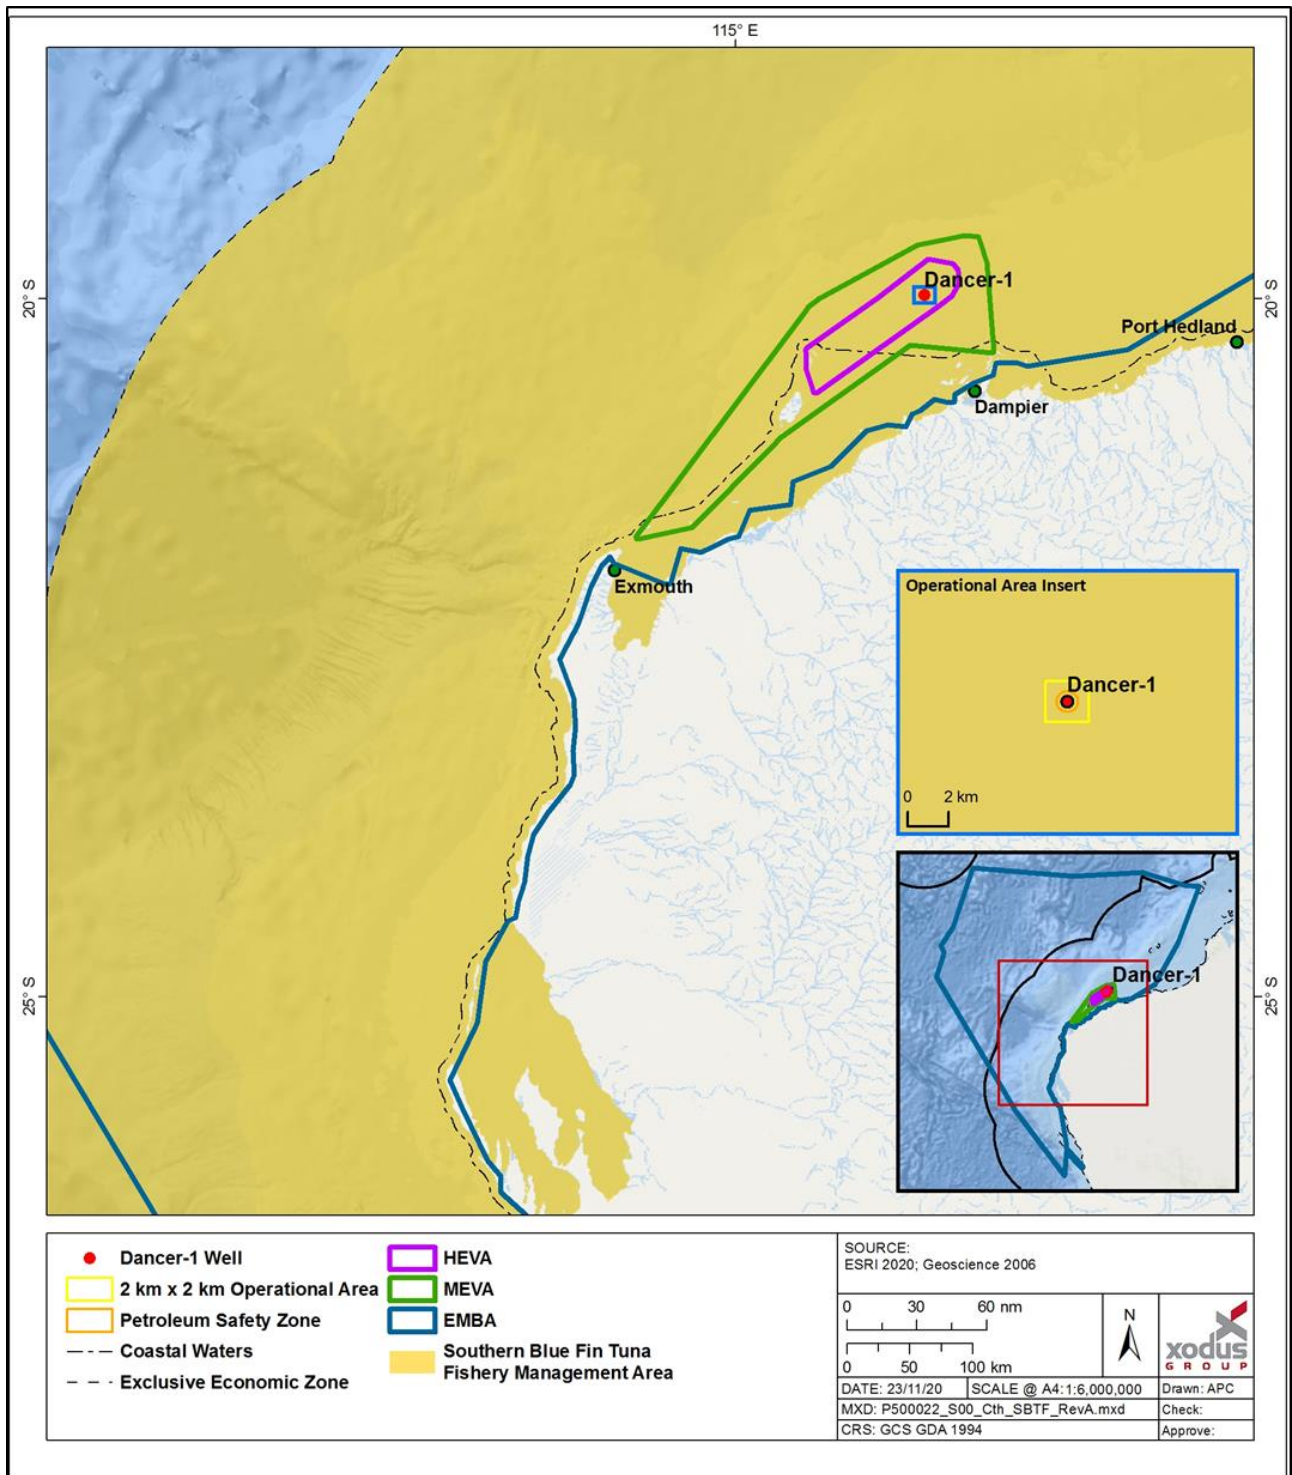 115° E
20° S
20° S
Dancer-1
Port Hedland
Dampier
Exmouth
Operational Area Insert
Dancer-1
0 2 km
25° S
25° S
Dancer-1
Dancer-1 Well
2 km x 2 km Operational Area
Petroleum Safety Zone
Coastal Waters
Exclusive Economic Zone
HEVA
MEVA
EMBA
Southern Blue Fin Tuna
Fishery Management Area
SOURCE:
ESRI 2020; Geoscience 2006
0 30 60 nm
0 50 100 km
N
xodus
GROUP
DATE: 23/11/20
SCALE @ A4:1:6,000,000
Drawn: APC
MXD: P500022_S00_Cth_SBTF_RevA.mxd
Check:
CRS: GCS GDA 1994
Approve: